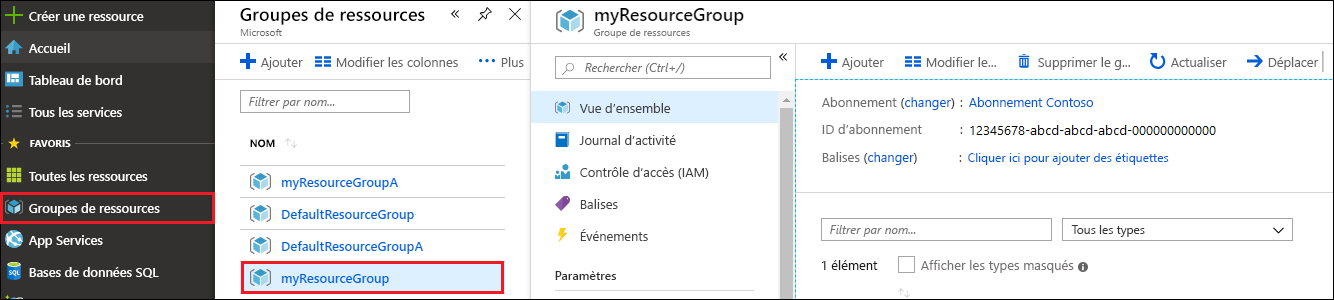 Créer une ressource
Accueil
Tableau de bord
Tous les services
FAVORIS
Toutes les ressources
Groupes de ressources
App Services
SQL
Bases de données SQL
Groupes de ressources
Microsoft
Ajouter
Modifier les colonnes
Plus
Filtrer par nom...
NOM
myResourceGroupA
DefaultResourceGroup
DefaultResourceGroupA
myResourceGroup
myResourceGroup
Groupe de ressources
Rechercher (Ctrl+/)
Vue d'ensemble
Journal d'activité
Contrôle d'accès (IAM)
Balises
Événements
Paramètres
Ajouter
Modifier le...
Supprimer le g...
Actualiser
Déplacer
Abonnement (changer) : Abonnement Contoso
ID d'abonnement : 12345678-abcd-abcd-abcd-000000000000
Balises (changer) : Cliquer ici pour ajouter des étiquettes
Filtrer par nom...
Tous les types
1 élément
Afficher les types masqués